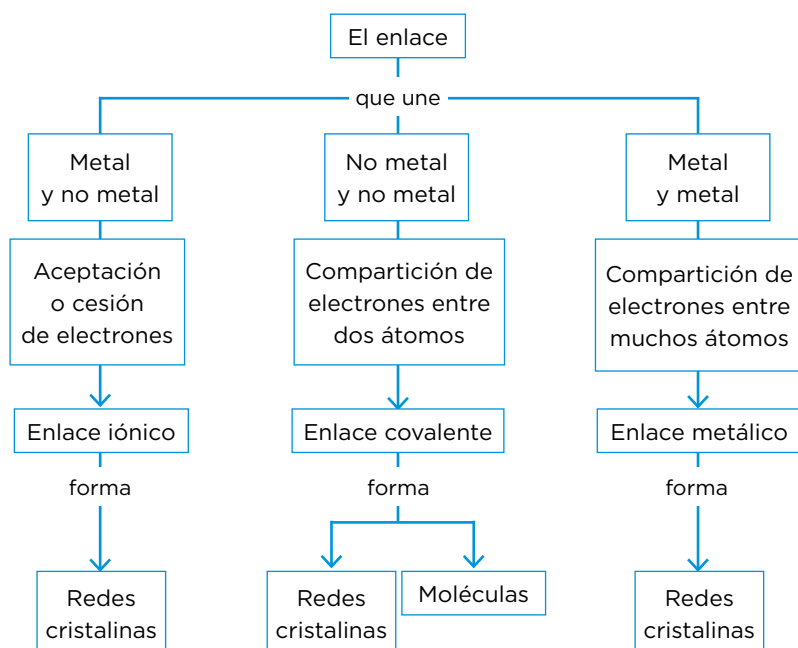 El enlace
que une
Metal
y no metal
No metal
y no metal
Metal
y metal
Aceptación
o cesión
de electrones
Compartición de
electrones entre
dos átomos
Compartición de
electrones entre
muchos átomos
Enlace iónico
Enlace covalente
Enlace metálico
forma
forma
forma
Redes
cristalinas
Redes
cristalinas
Moléculas
Redes
cristalinas